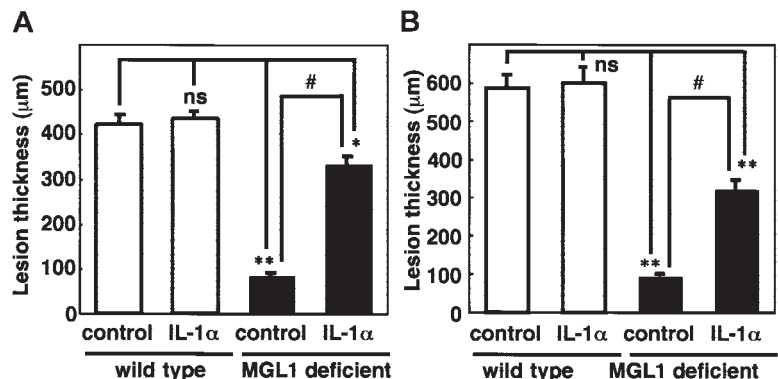 A
Lesion thickness (μm)
500
400
300
200
100
0
ns
#
*
**
control IL-1α control IL-1α
wild type MGL1 deficient
B
Lesion thickness (μm)
600
500
400
300
200
100
0
ns
#
**
**
control IL-1α control IL-1α
wild type MGL1 deficient